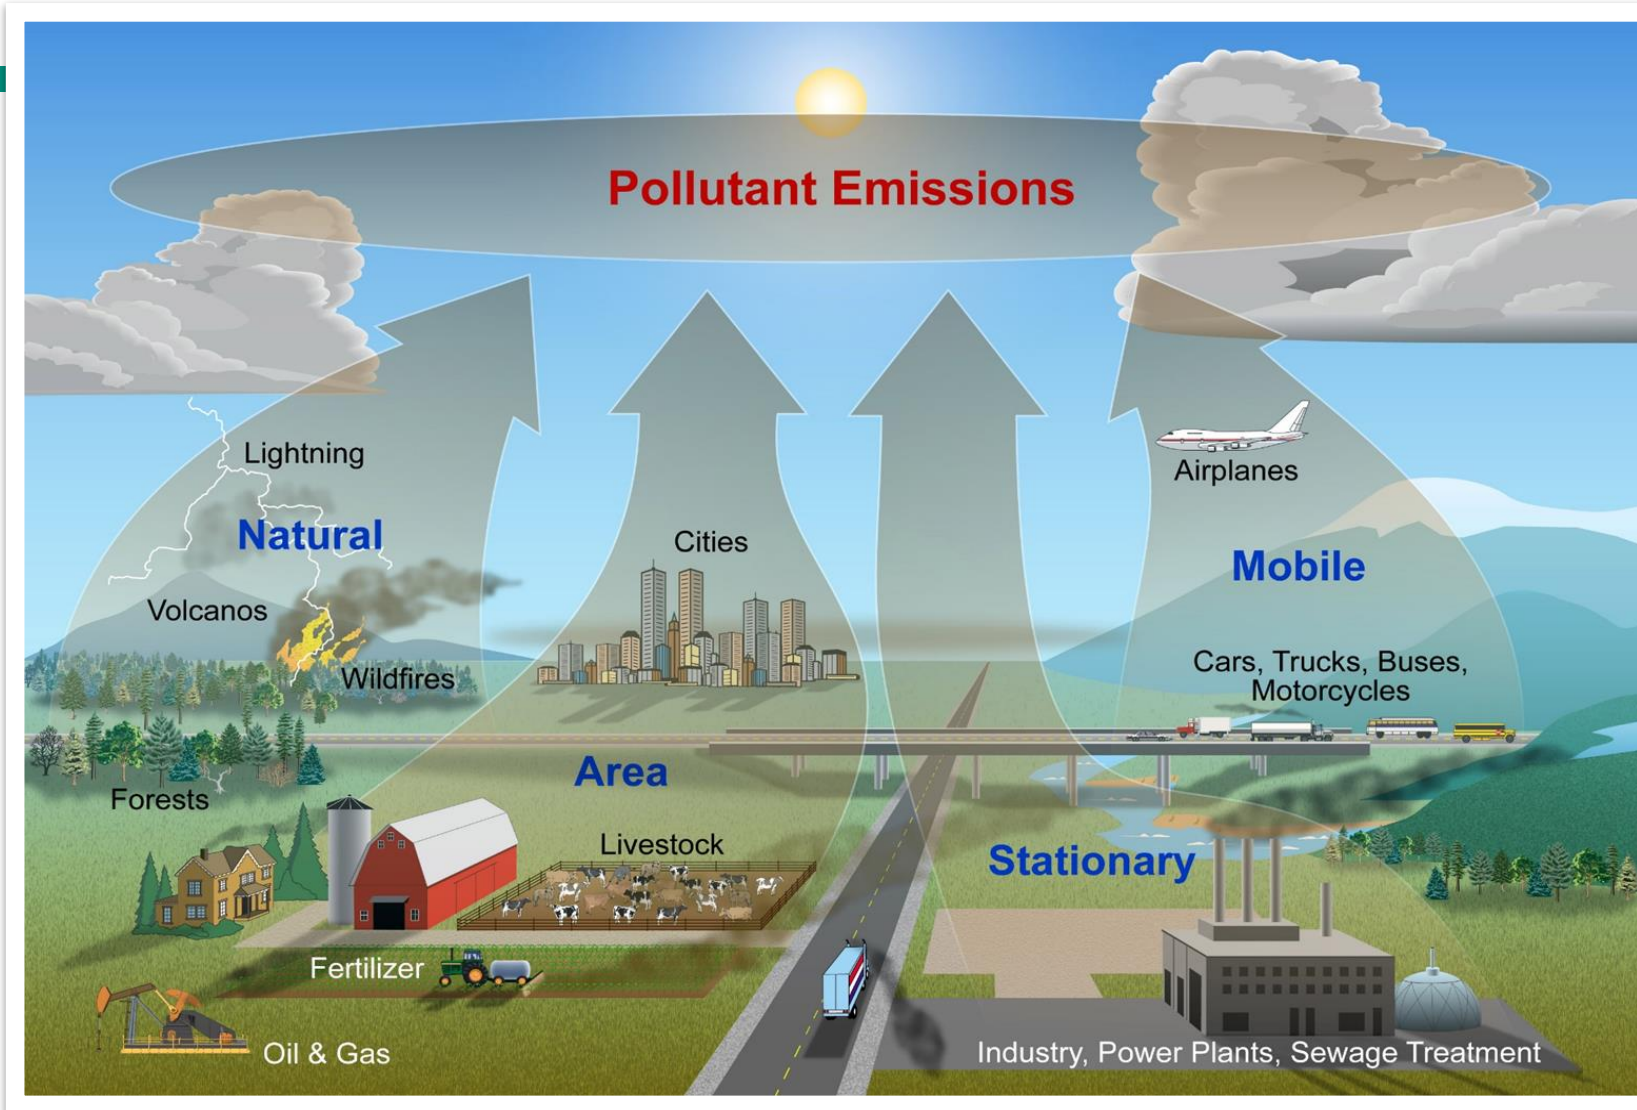 Pollutant Emissions
Lightning
Natural
Volcanos
Wildfires
Forests
Cities
Area
Livestock
Fertilizer
Oil & Gas
Airplanes
Mobile
Cars, Trucks, Buses,
Motorcycles
Stationary
Industry, Power Plants, Sewage Treatment